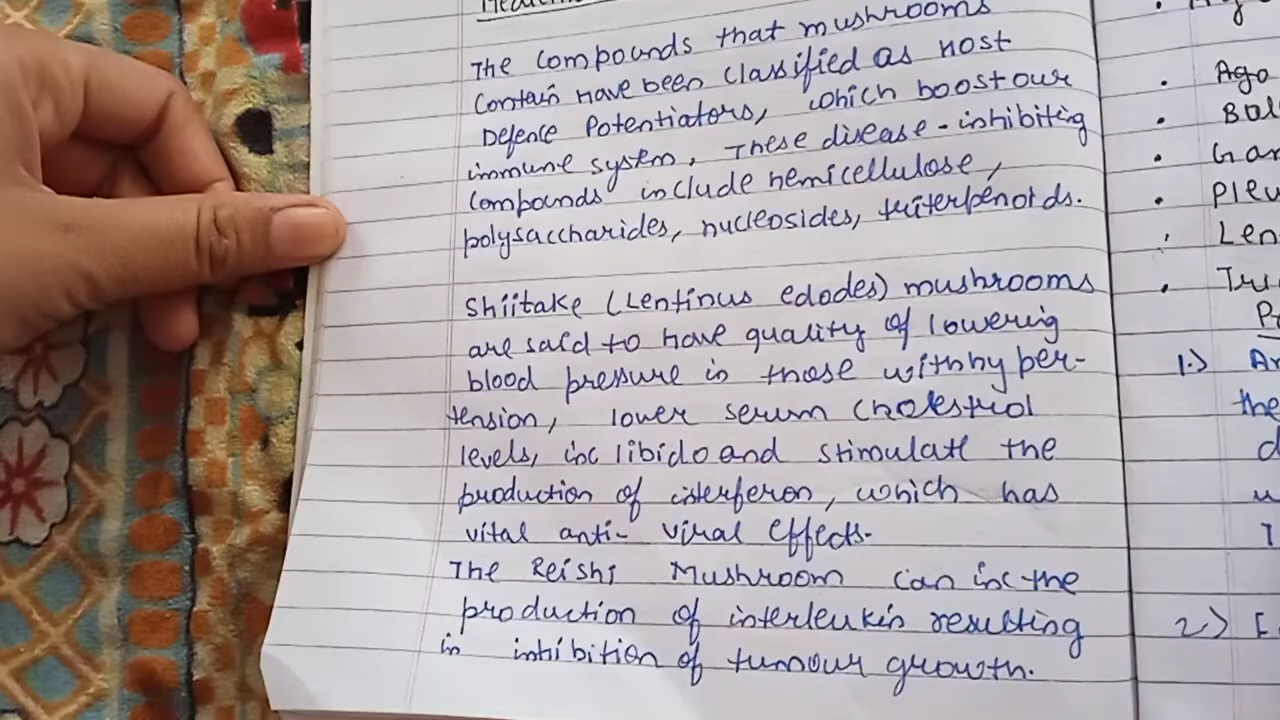 The compounds that mushrooms
contain have been classified as Host
Defence Potentiators, which boost our
immune system. These disease-inhibiting
compounds include hemicellulose,
polysaccharides, nucleosides, triterpenoids.
Shiitake (Lentinus edodes) mushrooms
are said to have quality of lowering
blood pressure in those with hyper-
tension, lower serum cholestrol
levels, inc libido and stimulate the
production of interferon, which has
vital anti-viral effects.
The Reishi Mushroom can inc the
production of interleukin resulting
in inhibition of tumour growth.
Aga
Bol
Gan
Pleu
Len
1.) An
the
d
u
2.)